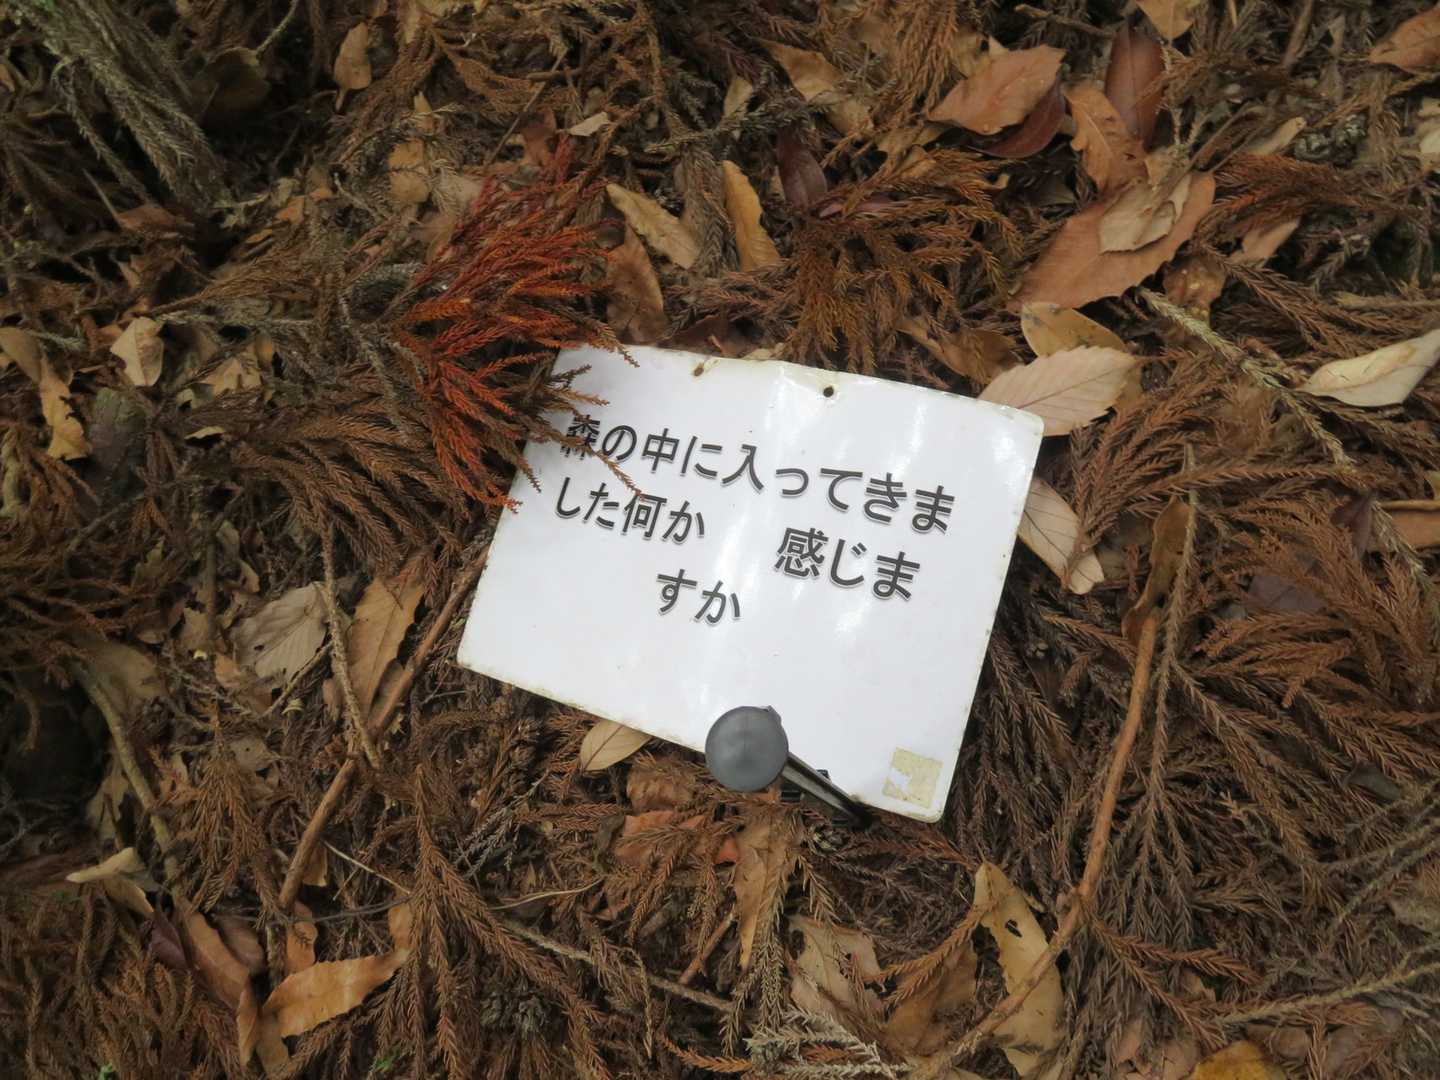 森の中に入ってきま
した何か 感じま
すか